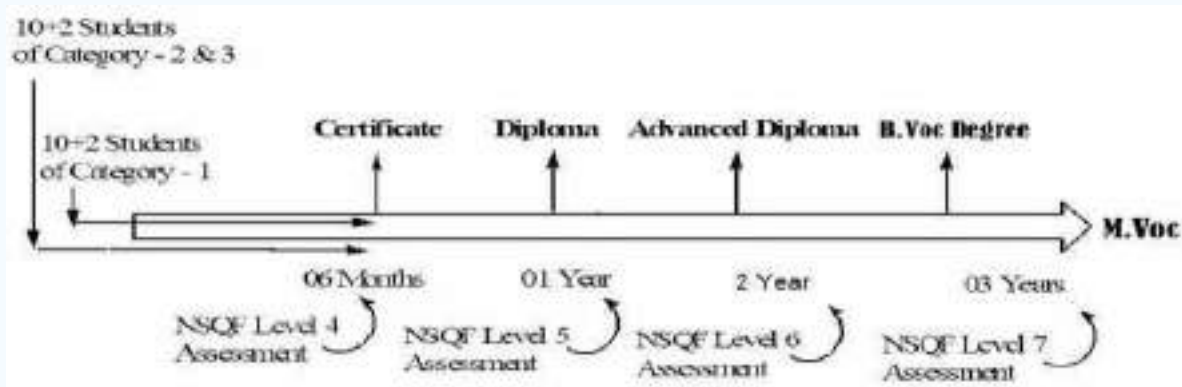 10+2 Students
of Category - 2 & 3
10+2 Students
of Category - 1
Certificate
Diploma
Advanced Diploma
B.Voc Degree
M.Voc
06 Months
01 Year
2 Year
03 Years
NSQF Level 4
Assessment
NSQF Level 5
Assessment
NSQF Level 6
Assessment
NSQF Level 7
Assessment